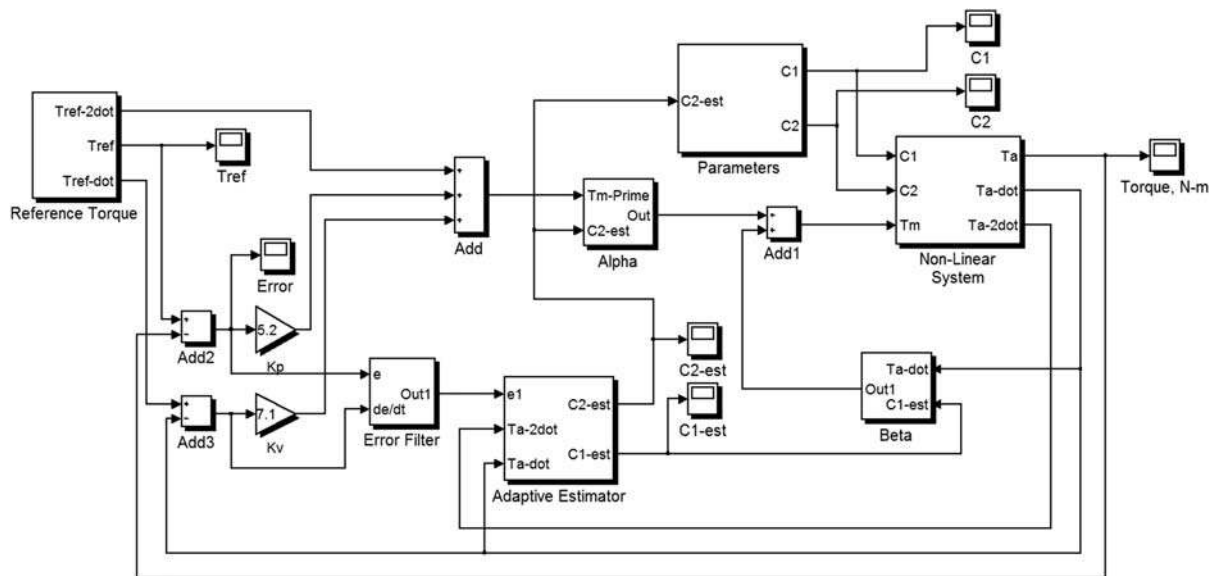 Tref-2dot
Tref
Tref-dot
Reference Torque
Tref
Error
+
-
Add2
5.2
Kp
+
-
Add3
7.1
Kv
e
de/dt
Out1
Error Filter
+
+
+
Add
Tm-Prime
C2-est
Out
Alpha
C2-est
C1
C2
Parameters
C1
C2
+
+
Add1
C1
C2
Tm
Ta
Ta-dot
Ta-2dot
Non-Linear
System
Torque, N-m
e1
Ta-2dot
Ta-dot
C2-est
C1-est
Adaptive Estimator
C2-est
C1-est
Ta-dot
Out1
C1-est
Beta